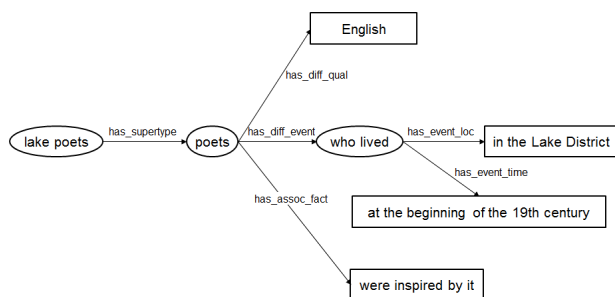 English
has_diff_qual
lake poets
has_supertype
poets
has_diff_event
who lived
has_event_loc
in the Lake District
has_event_time
has_assoc_fact
at the beginning of the 19th century
were inspired by it